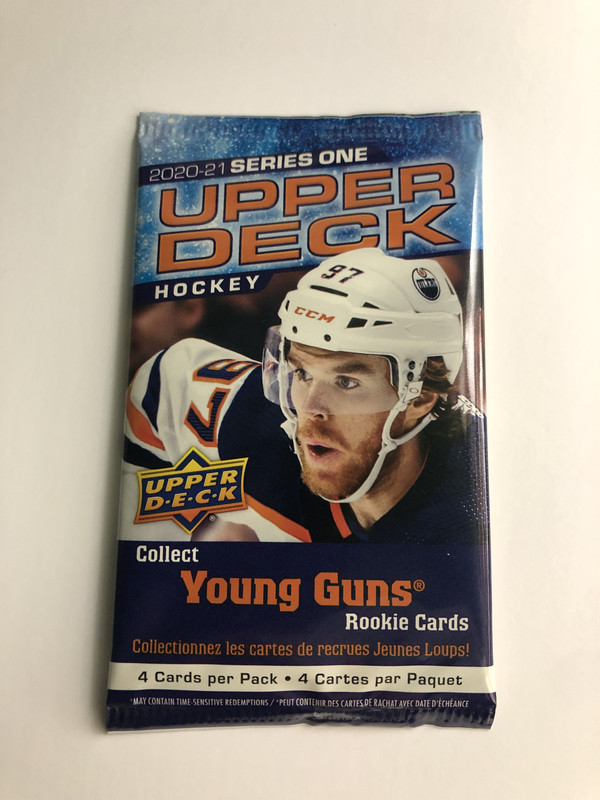 2020-21 SERIES ONE
UPPER
DECK
HOCKEY
97
CCM
97
UPPER
D•E•C•K
®
Collect
Young Guns®
Rookie Cards
Collectionnez les cartes de recrues Jeunes Loups!
4 Cards per Pack • 4 Cartes par Paquet
*MAY CONTAIN TIME-SENSITIVE REDEMPTIONS / *PEUT CONTENIR DES CARTES DE RACHAT AVEC DATE D'ÉCHÉANCE